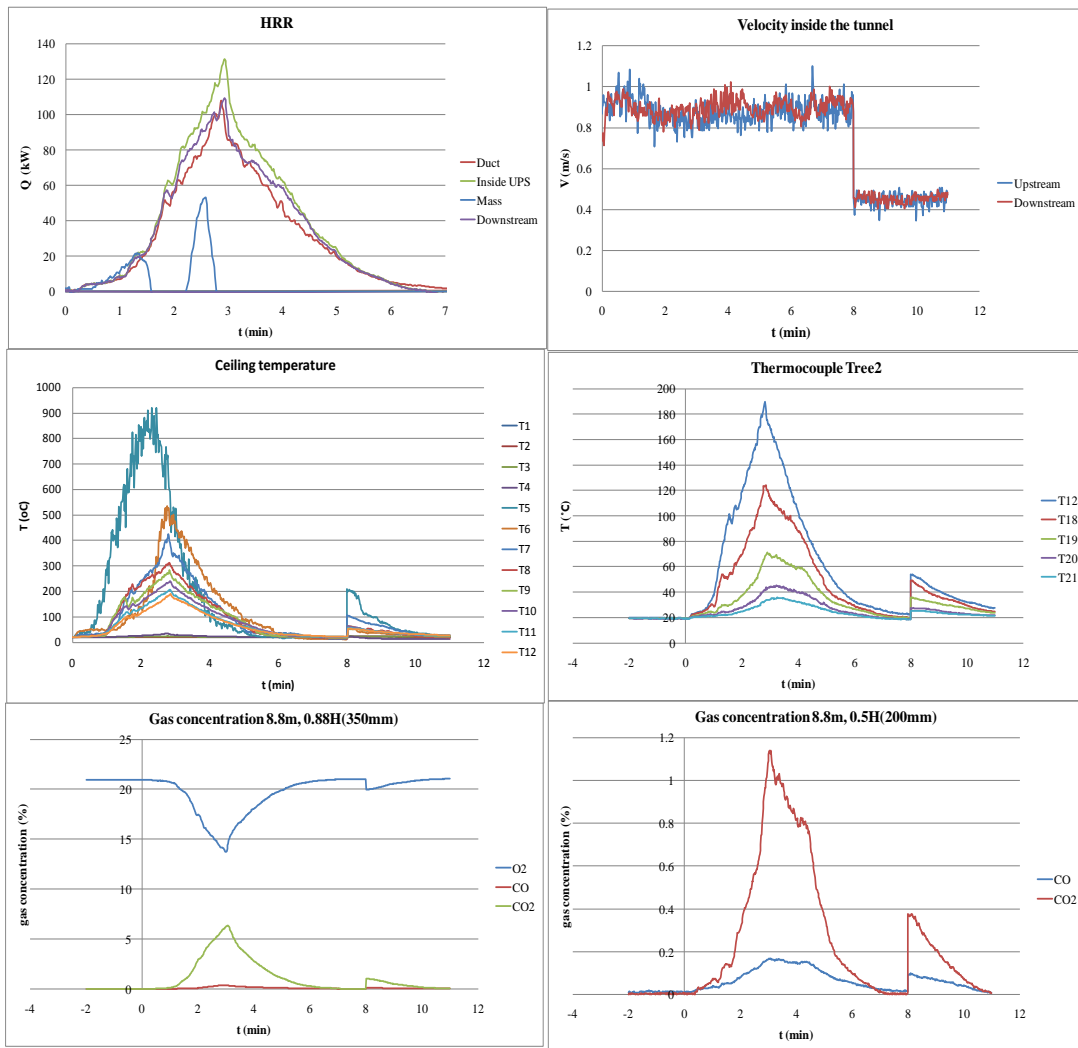 HRR
140
120
100
80
60
40
20
0
Q (kW)
0 1 2 3 4 5 6 7
t (min)
Duct
Inside UPS
Mass
Downstream
Velocity inside the tunnel
1.2
1
0.8
0.6
0.4
0.2
0
V (m/s)
0 2 4 6 8 10 12
t (min)
Upstream
Downstream
Ceiling temperature
1000
900
800
700
600
500
400
300
200
100
0
T (oC)
0 2 4 6 8 10 12
t (min)
T1
T2
T3
T4
T5
T6
T7
T8
T9
T10
T11
T12
Thermocouple Tree2
200
180
160
140
120
100
80
60
40
20
0
T (℃)
-4 -2 0 2 4 6 8 10 12
t (min)
T12
T18
T19
T20
T21
Gas concentration 8.8m, 0.88H(350mm)
25
20
15
10
5
0
gas concentration (%)
-4 -2 0 2 4 6 8 10 12
t (min)
O2
CO
CO2
Gas concentration 8.8m, 0.5H(200mm)
1.2
1
0.8
0.6
0.4
0.2
0
gas concentration (%)
-4 -2 0 2 4 6 8 10 12
t (min)
CO
CO2